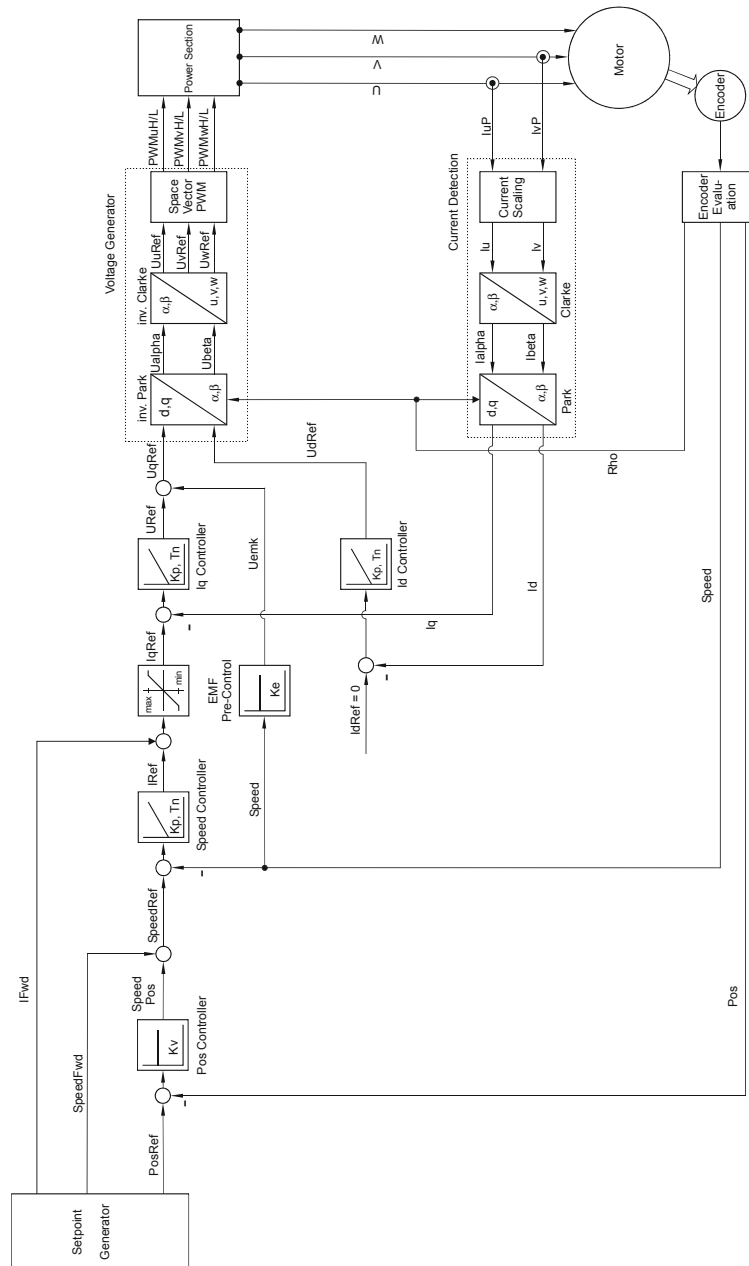 Setpoint
Generator
IFwd
SpeedFwd
PosRef
-
Kv
Pos Controller
Speed
Pos
SpeedRef
-
Kp, Tn
Speed Controller
IRef
max
min
IqRef
-
Kp, Tn
Iq Controller
URef
UqRef
Speed
EMF
Pre-Control
Ke
Uemk
IdRef = 0
-
Kp, Tn
Id Controller
UdRef
Voltage Generator
inv. Park
d,q
α,β
Ualpha
Ubeta
inv. Clarke
α,β
u,v,w
UuRef
UvRef
UwRef
Space
Vector
PWM
PWMuH/L
PWMvH/L
PWMwH/L
Power Section
U
V
W
Motor
Encoder
Current Detection
IuP
IvP
Current
Scaling
Iu
Iv
α,β
u,v,w
Clarke
Ialpha
Ibeta
d,q
α,β
Park
Iq
Id
Rho
Encoder
Evalu-
ation
Speed
Pos